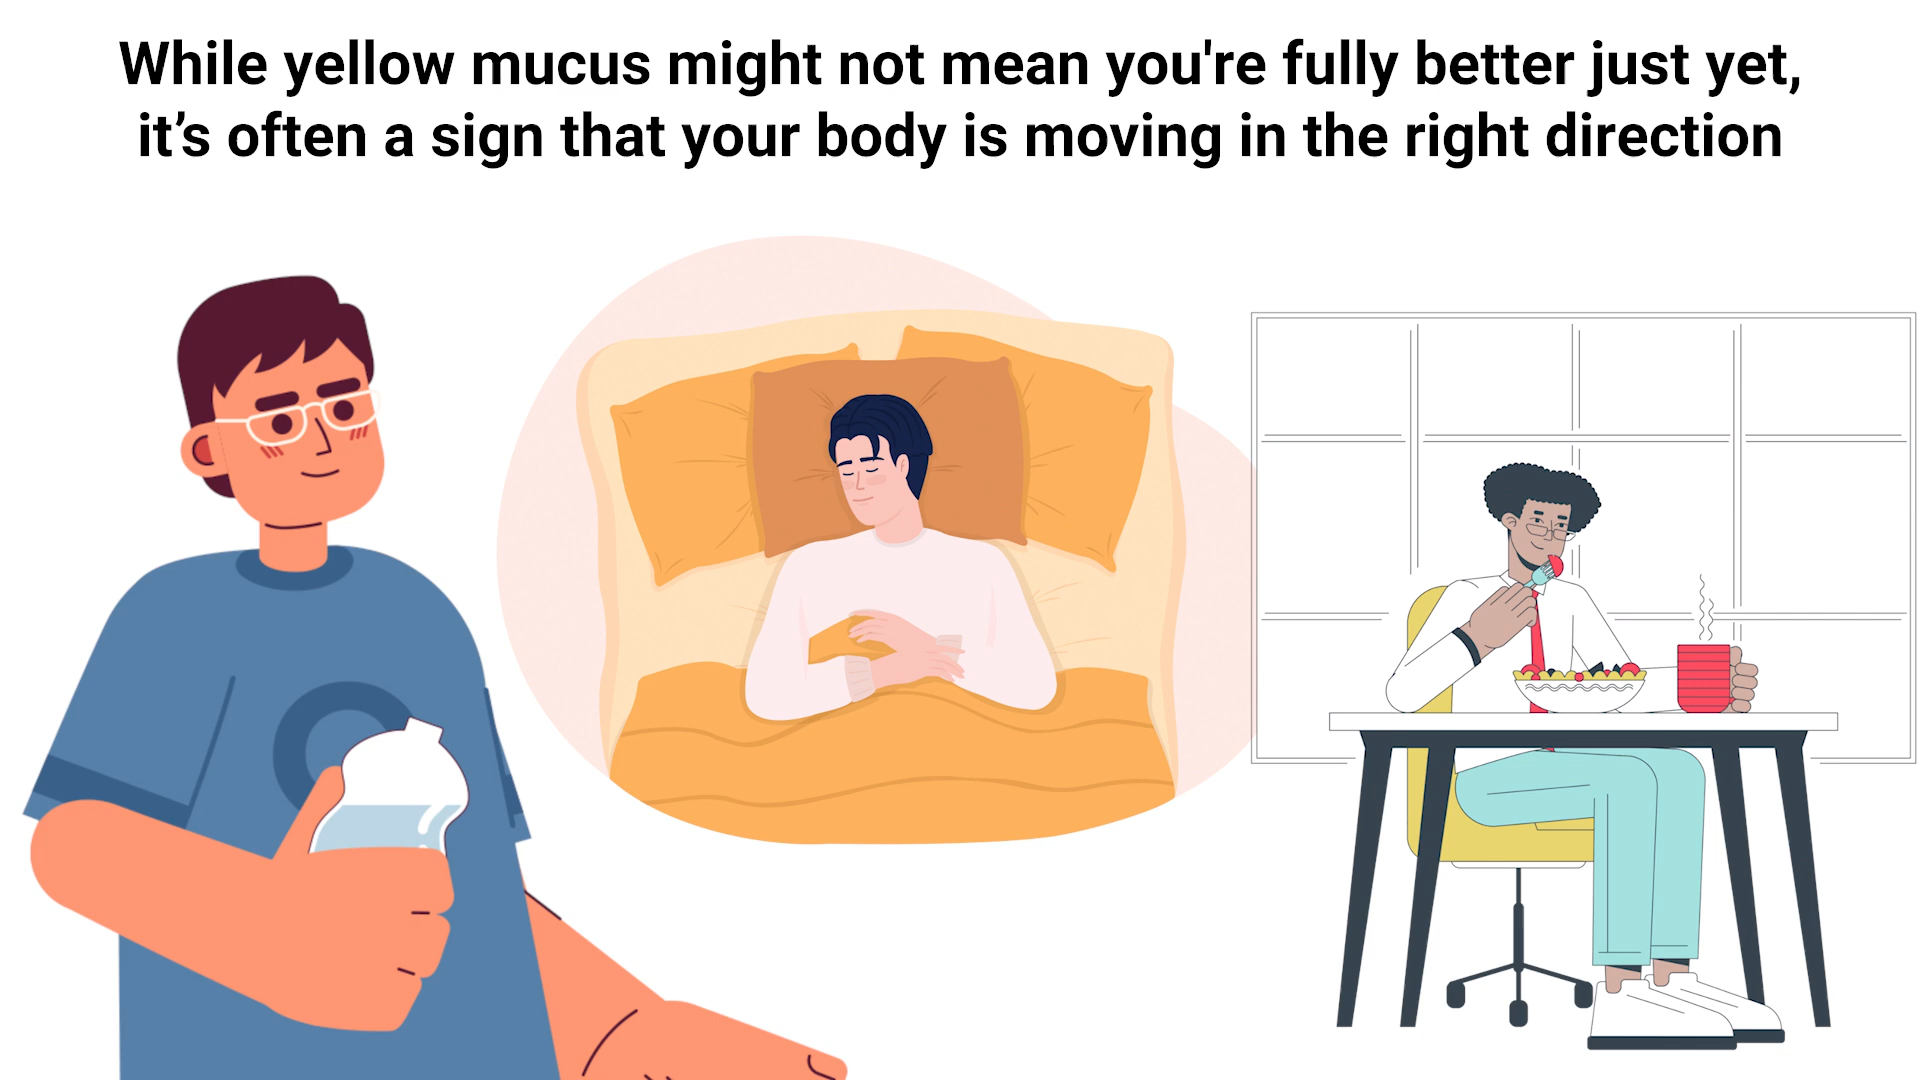 While yellow mucus might not mean you're fully better just yet,
it’s often a sign that your body is moving in the right direction